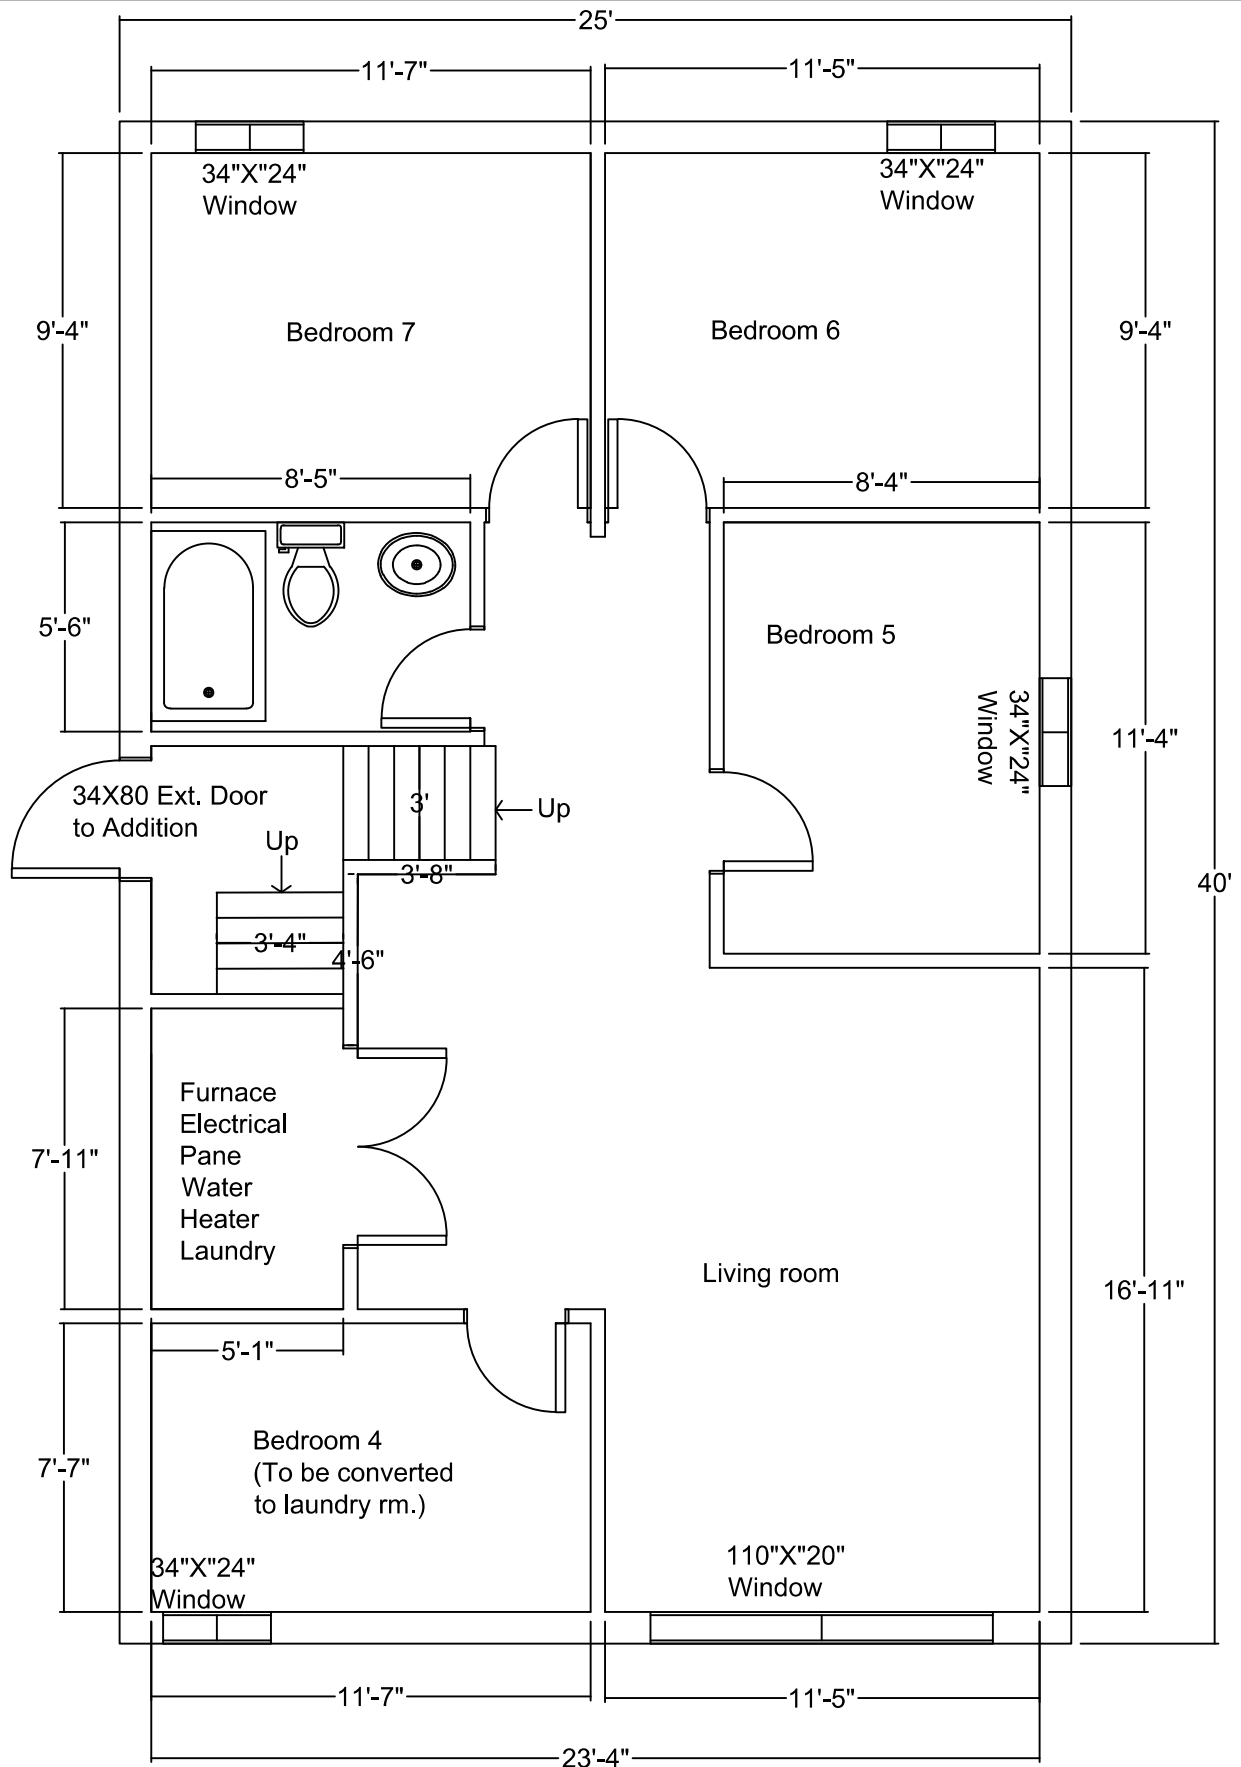 25'
11'-7"
11'-5"
34"X"24"
Window
34"X"24"
Window
9'-4"
Bedroom 7
Bedroom 6
9'-4"
8'-5"
8'-4"
5'-6"
Bedroom 5
34"X"24"
Window
11'-4"
34X80 Ext. Door
to Addition
3'
Up
Up
3'-8"
40'
3'-4"
4'-6"
Furnace
Electrical
Pane
Water
Heater
Laundry
7'-11"
Living room
16'-11"
5'-1"
Bedroom 4
(To be converted
to laundry rm.)
7'-7"
34"X"24"
Window
110"X"20"
Window
11'-7"
11'-5"
23'-4"